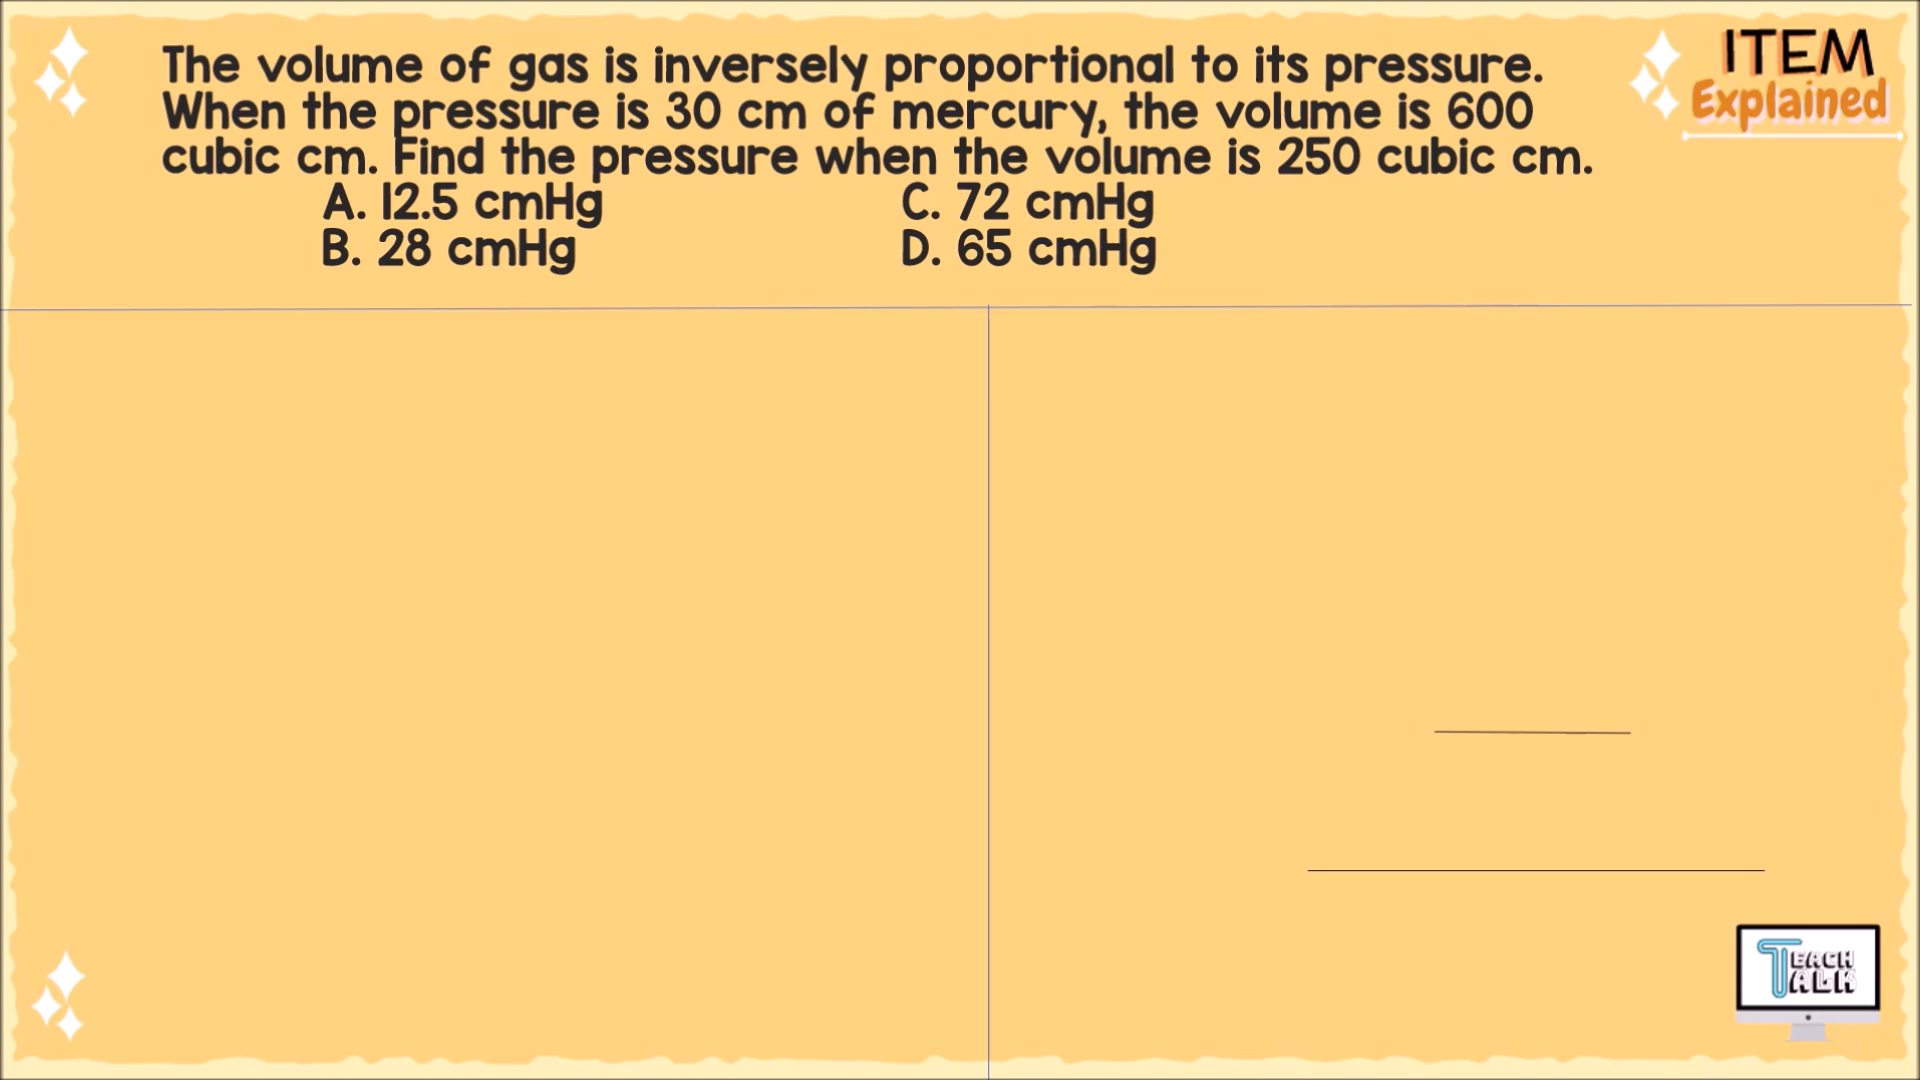 The volume of gas is inversely proportional to its pressure.
When the pressure is 30 cm of mercury, the volume is 600
cubic cm. Find the pressure when the volume is 250 cubic cm.
A. 12.5 cmHg C. 72 cmHg
B. 28 cmHg D. 65 cmHg
ITEM
Explained
TEACH
TALK